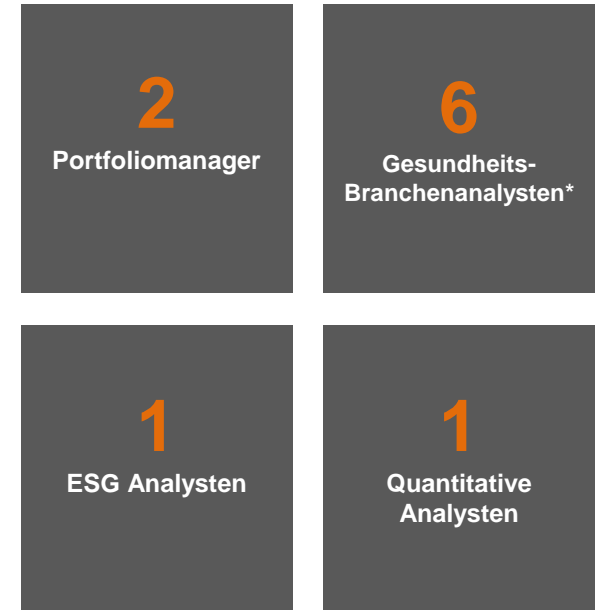 2
Portfoliomanager
6
Gesundheits-
Branchenanalysten*
1
ESG Analysten
1
Quantitative
Analysten